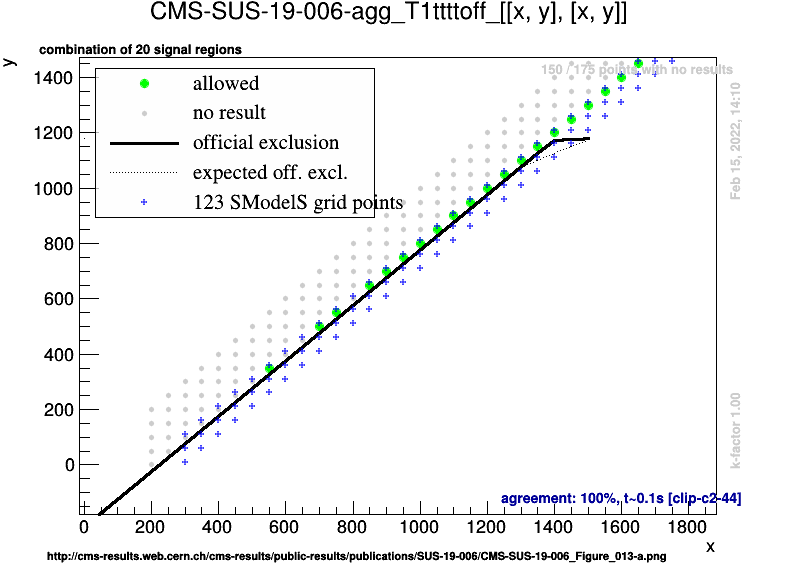 CMS-SUS-19-006-agg_T1ttttoff_[[x, y], [x, y]]
combination of 20 signal regions
y
150 / 175 points with no results
allowed
no result
official exclusion
expected off. excl.
123 SModelS grid points
1400
1200
1000
800
600
400
200
0
Feb 15, 2022, 14:10
k-factor 1.00
agreement: 100%, t~0.1s [clip-c2-44]
0 200 400 600 800 1000 1200 1400 1600 1800
x
http://cms-results.web.cern.ch/cms-results/public-results/publications/SUS-19-006/CMS-SUS-19-006_Figure_013-a.png